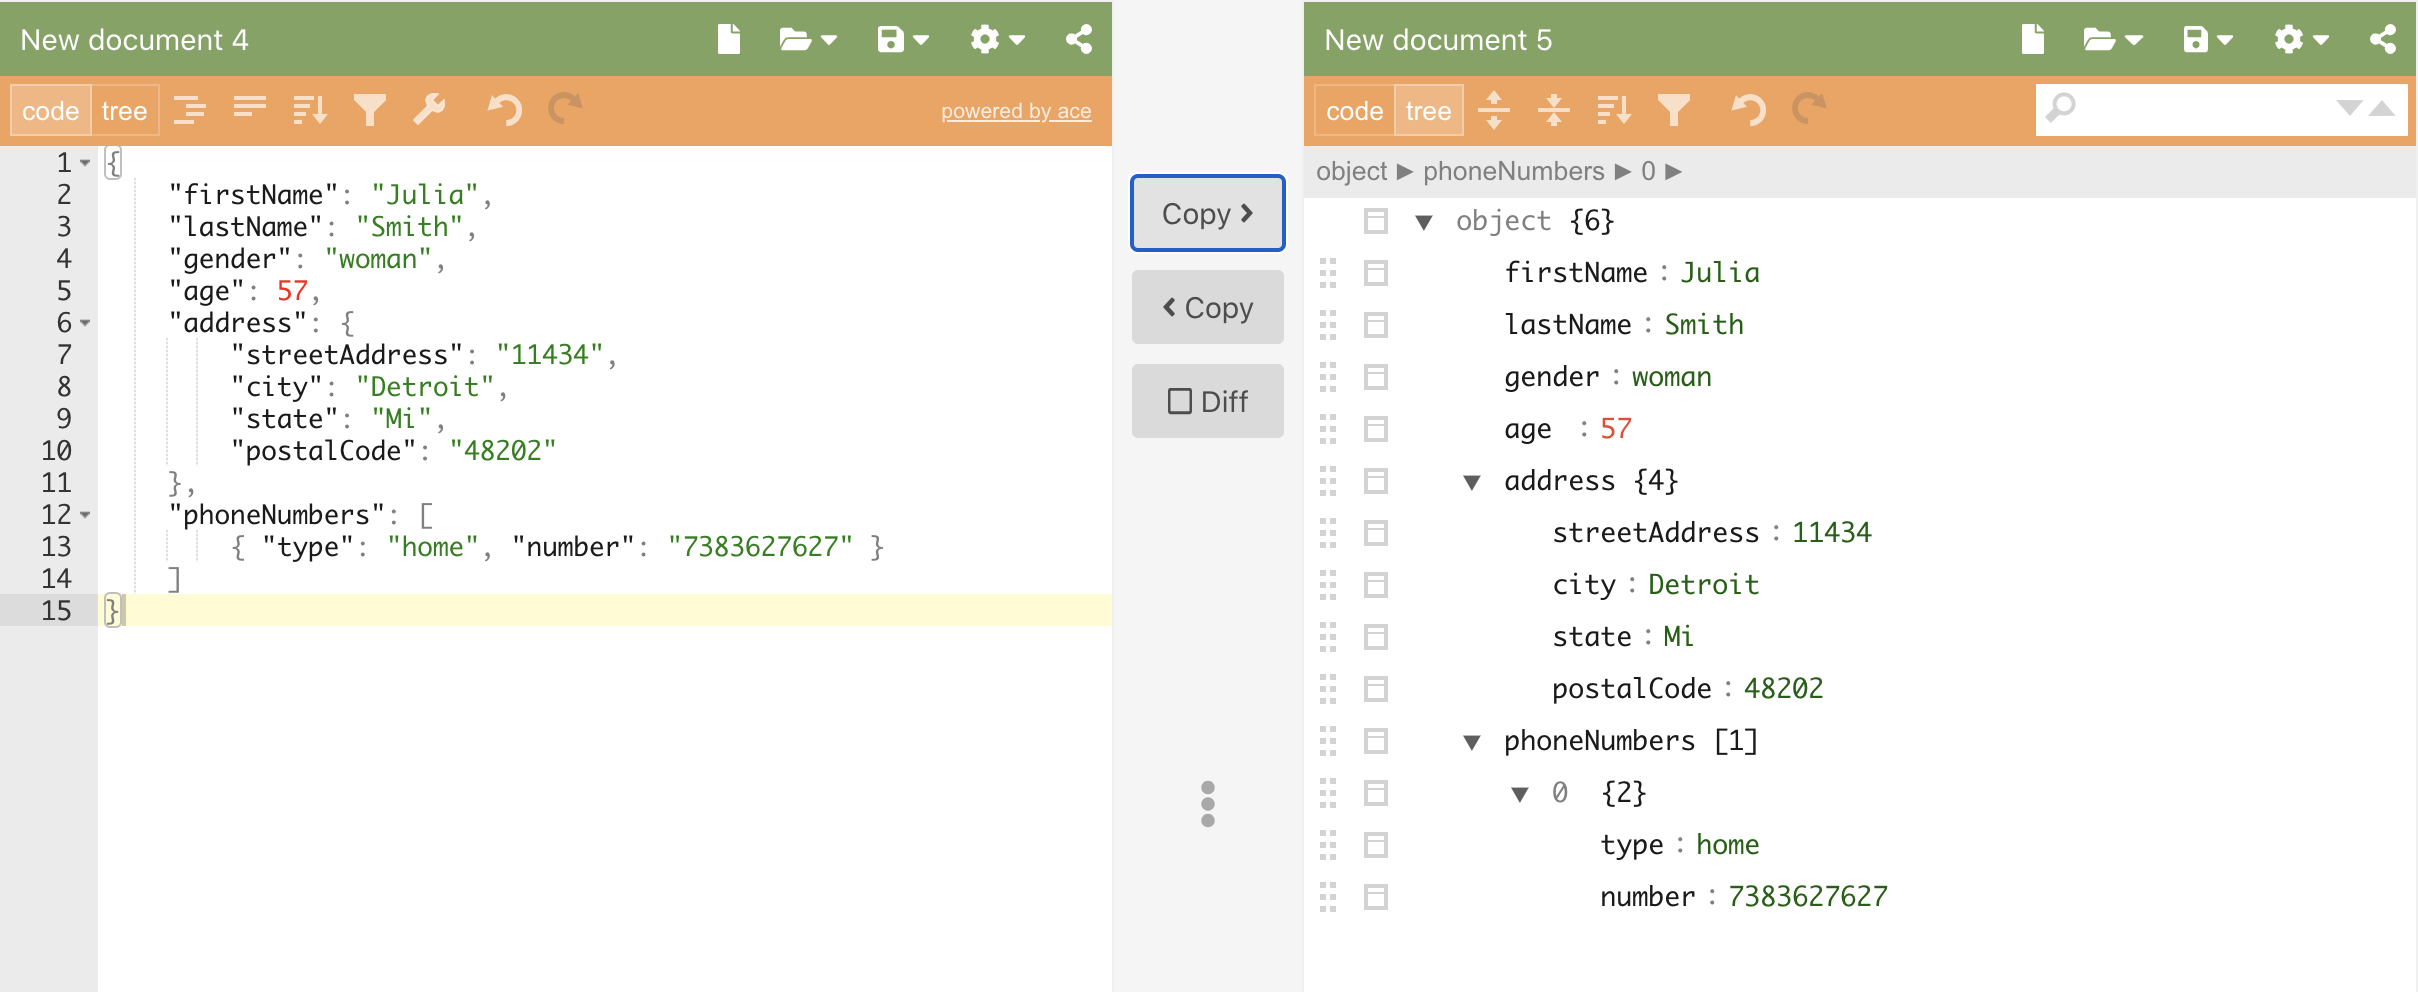 New document 4
code tree powered by ace
1 {
2 "firstName": "Julia",
3 "lastName": "Smith",
4 "gender": "woman",
5 "age": 57,
6 "address": {
7 "streetAddress": "11434",
8 "city": "Detroit",
9 "state": "Mi",
10 "postalCode": "48202"
11 },
12 "phoneNumbers": [
13 { "type": "home", "number": "7383627627" }
14 ]
15 }
Copy >
< Copy
Diff
New document 5
code tree
object ▶ phoneNumbers ▶ 0 ▶
▼ object {6}
firstName : Julia
lastName : Smith
gender : woman
age : 57
▼ address {4}
streetAddress : 11434
city : Detroit
state : Mi
postalCode : 48202
▼ phoneNumbers [1]
▼ 0 {2}
type : home
number : 7383627627